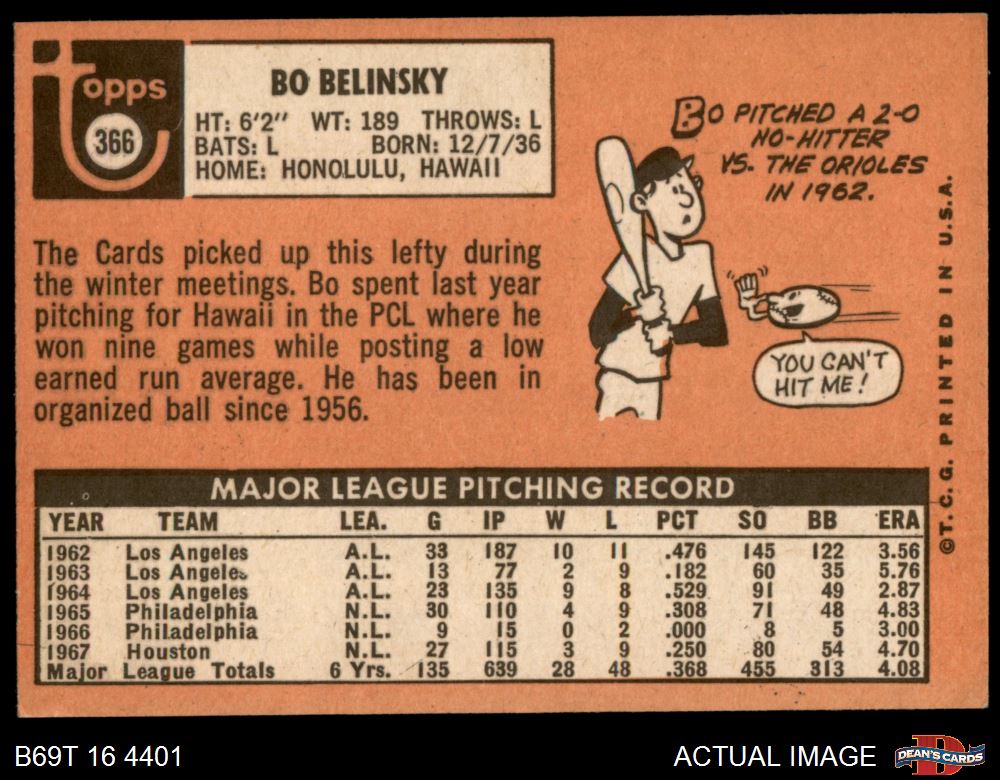 Topps
366
BO BELINSKY
HT: 6'2" WT: 189 THROWS: L
BATS: L BORN: 12/7/36
HOME: HONOLULU, HAWAII
The Cards picked up this lefty during
the winter meetings. Bo spent last year
pitching for Hawaii in the PCL where he
won nine games while posting a low
earned run average. He has been in
organized ball since 1956.
BO PITCHED A 2-0
NO-HITTER
VS. THE ORIOLES
IN 1962.
YOU CAN'T
HIT ME!
©T.C.G. PRINTED IN U.S.A.
MAJOR LEAGUE PITCHING RECORD
YEAR TEAM LEA. G IP W L PCT SO BB ERA
1962 Los Angeles A.L. 33 187 10 11 .476 145 122 3.56
1963 Los Angeles A.L. 13 77 2 9 .182 60 35 5.76
1964 Los Angeles A.L. 23 135 9 8 .529 91 49 2.87
1965 Philadelphia N.L. 30 110 4 9 .308 71 48 4.83
1966 Philadelphia N.L. 9 15 0 2 .000 8 5 3.00
1967 Houston N.L. 27 115 3 9 .250 80 54 4.70
Major League Totals 6 Yrs. 135 639 28 48 .368 455 313 4.08
B69T 16 4401
ACTUAL IMAGE
DEAN'S CARDS